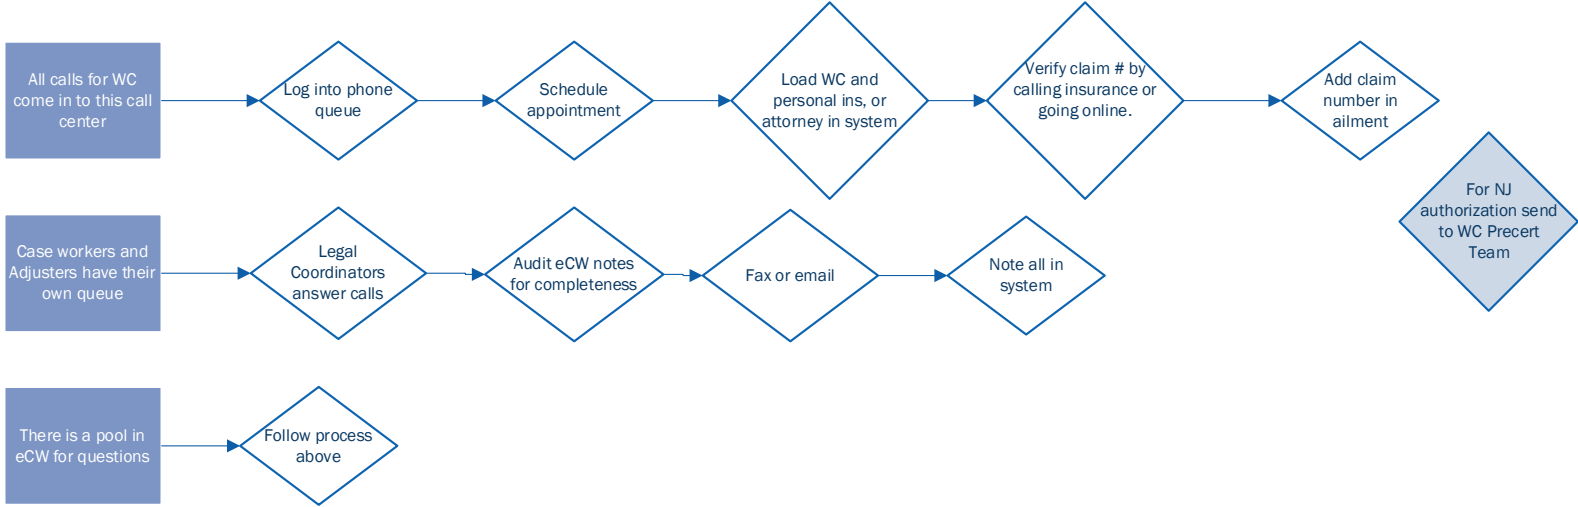 All calls for WC
come in to this call
center
Log into phone
queue
Schedule
appointment
Load WC and
personal ins, or
attorney in system
Verify claim # by
calling insurance or
going online.
Add claim
number in
ailment
For NJ
authorization send
to WC Precert
Team
Case workers and
Adjusters have their
own queue
Legal
Coordinators
answer calls
Audit eCW notes
for completeness
Fax or email
Note all in
system
There is a pool in
eCW for questions
Follow process
above